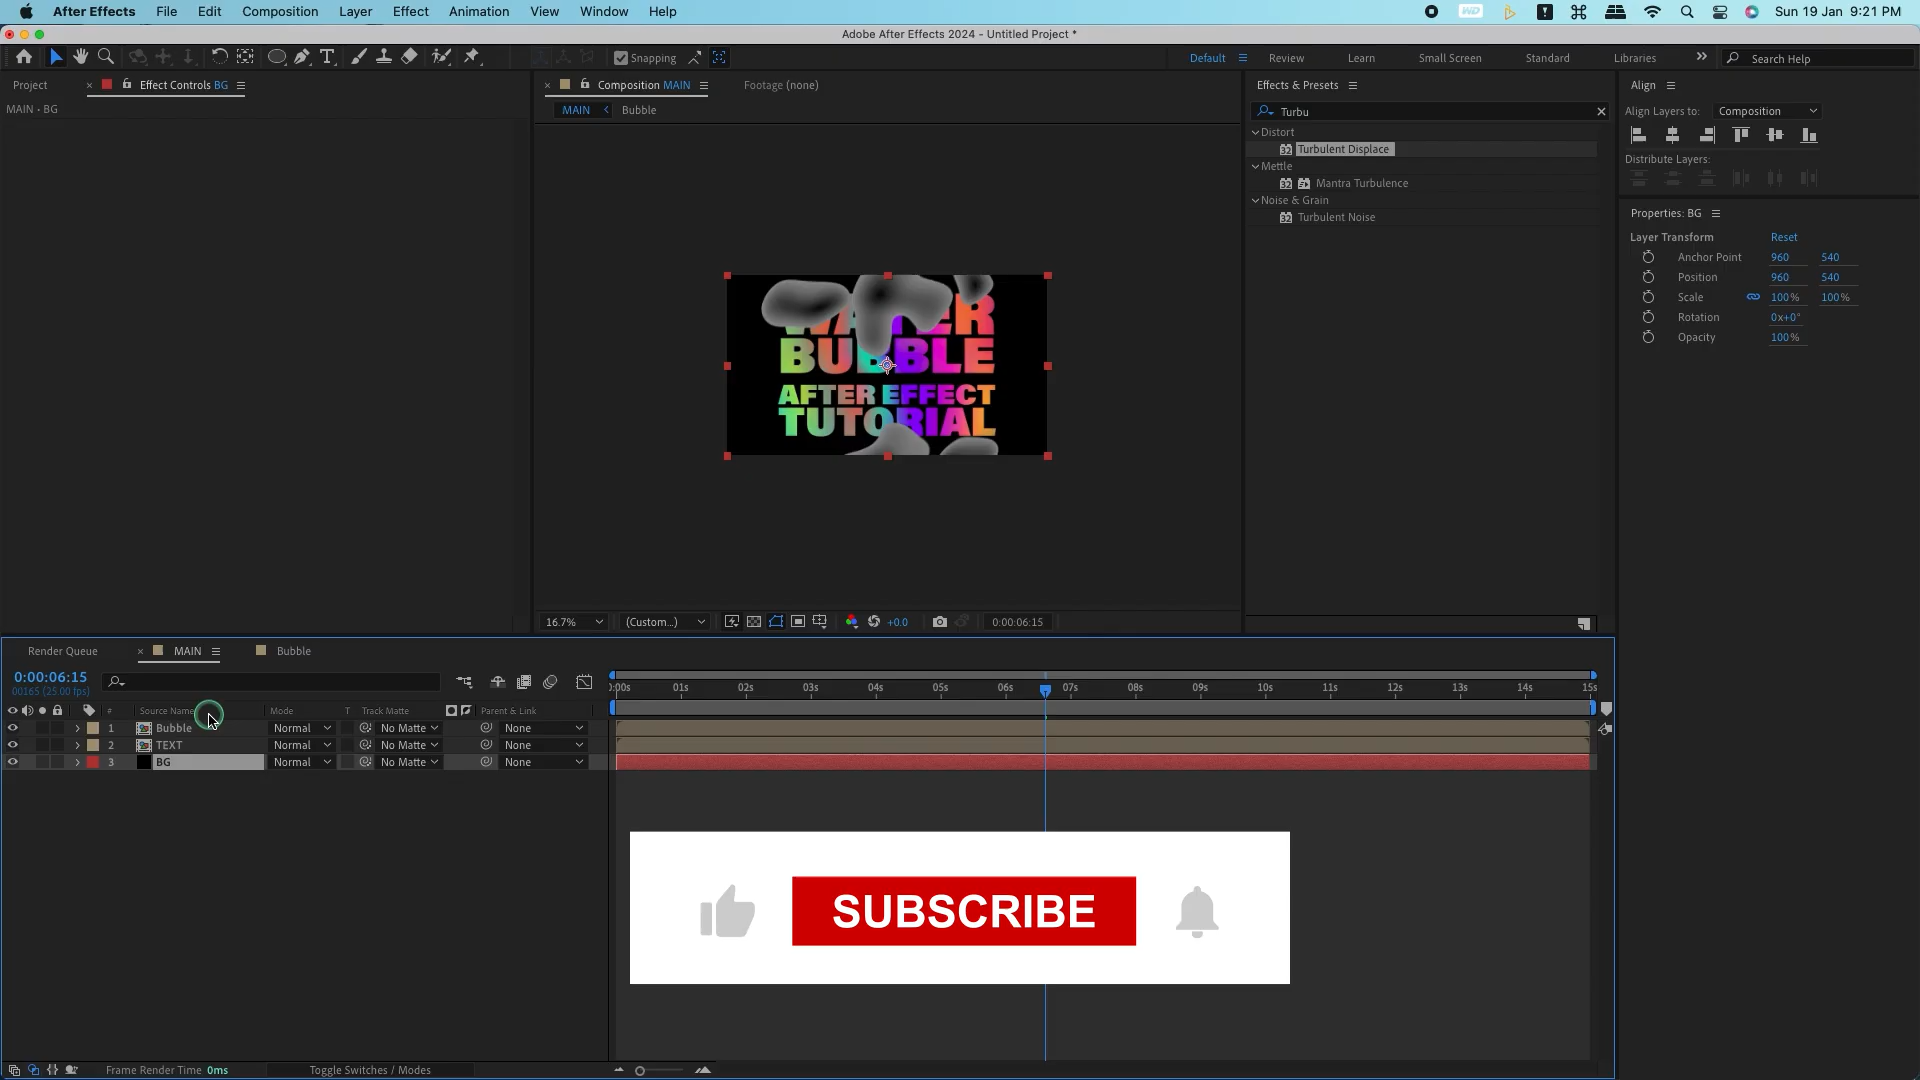 After Effects File Edit Composition Layer Effect Animation View Window Help
WD
Sun 19 Jan 9:21 PM
Adobe After Effects 2024 - Untitled Project *
Snapping
Default Review Learn Small Screen Standard Libraries Search Help
Project Effect Controls BG
Composition MAIN Footage (none)
Effects & Presets
Align
MAIN • BG
MAIN Bubble
Turbu
Align Layers to: Composition
Distort
32 Turbulent Displace
Mettle
32 Mantra Turbulence
Noise & Grain
32 Turbulent Noise
Distribute Layers:
Properties: BG
Layer Transform Reset
Anchor Point 960 540
Position 960 540
Scale 100% 100%
Rotation 0x+0°
Opacity 100%
BUBBLE
AFTER EFFECT
TUTORIAL
16.7% (Custom...) +0.0 0:00:06:15
Render Queue MAIN Bubble
0:00:06:15
00165 (25.00 fps)
0:00s 01s 02s 03s 04s 05s 06s 07s 08s 09s 10s 11s 12s 13s 14s 15s
# Source Name Mode T Track Matte Parent & Link
1 Bubble Normal No Matte None
2 TEXT Normal No Matte None
3 BG Normal No Matte None
SUBSCRIBE
Frame Render Time 0ms Toggle Switches / Modes